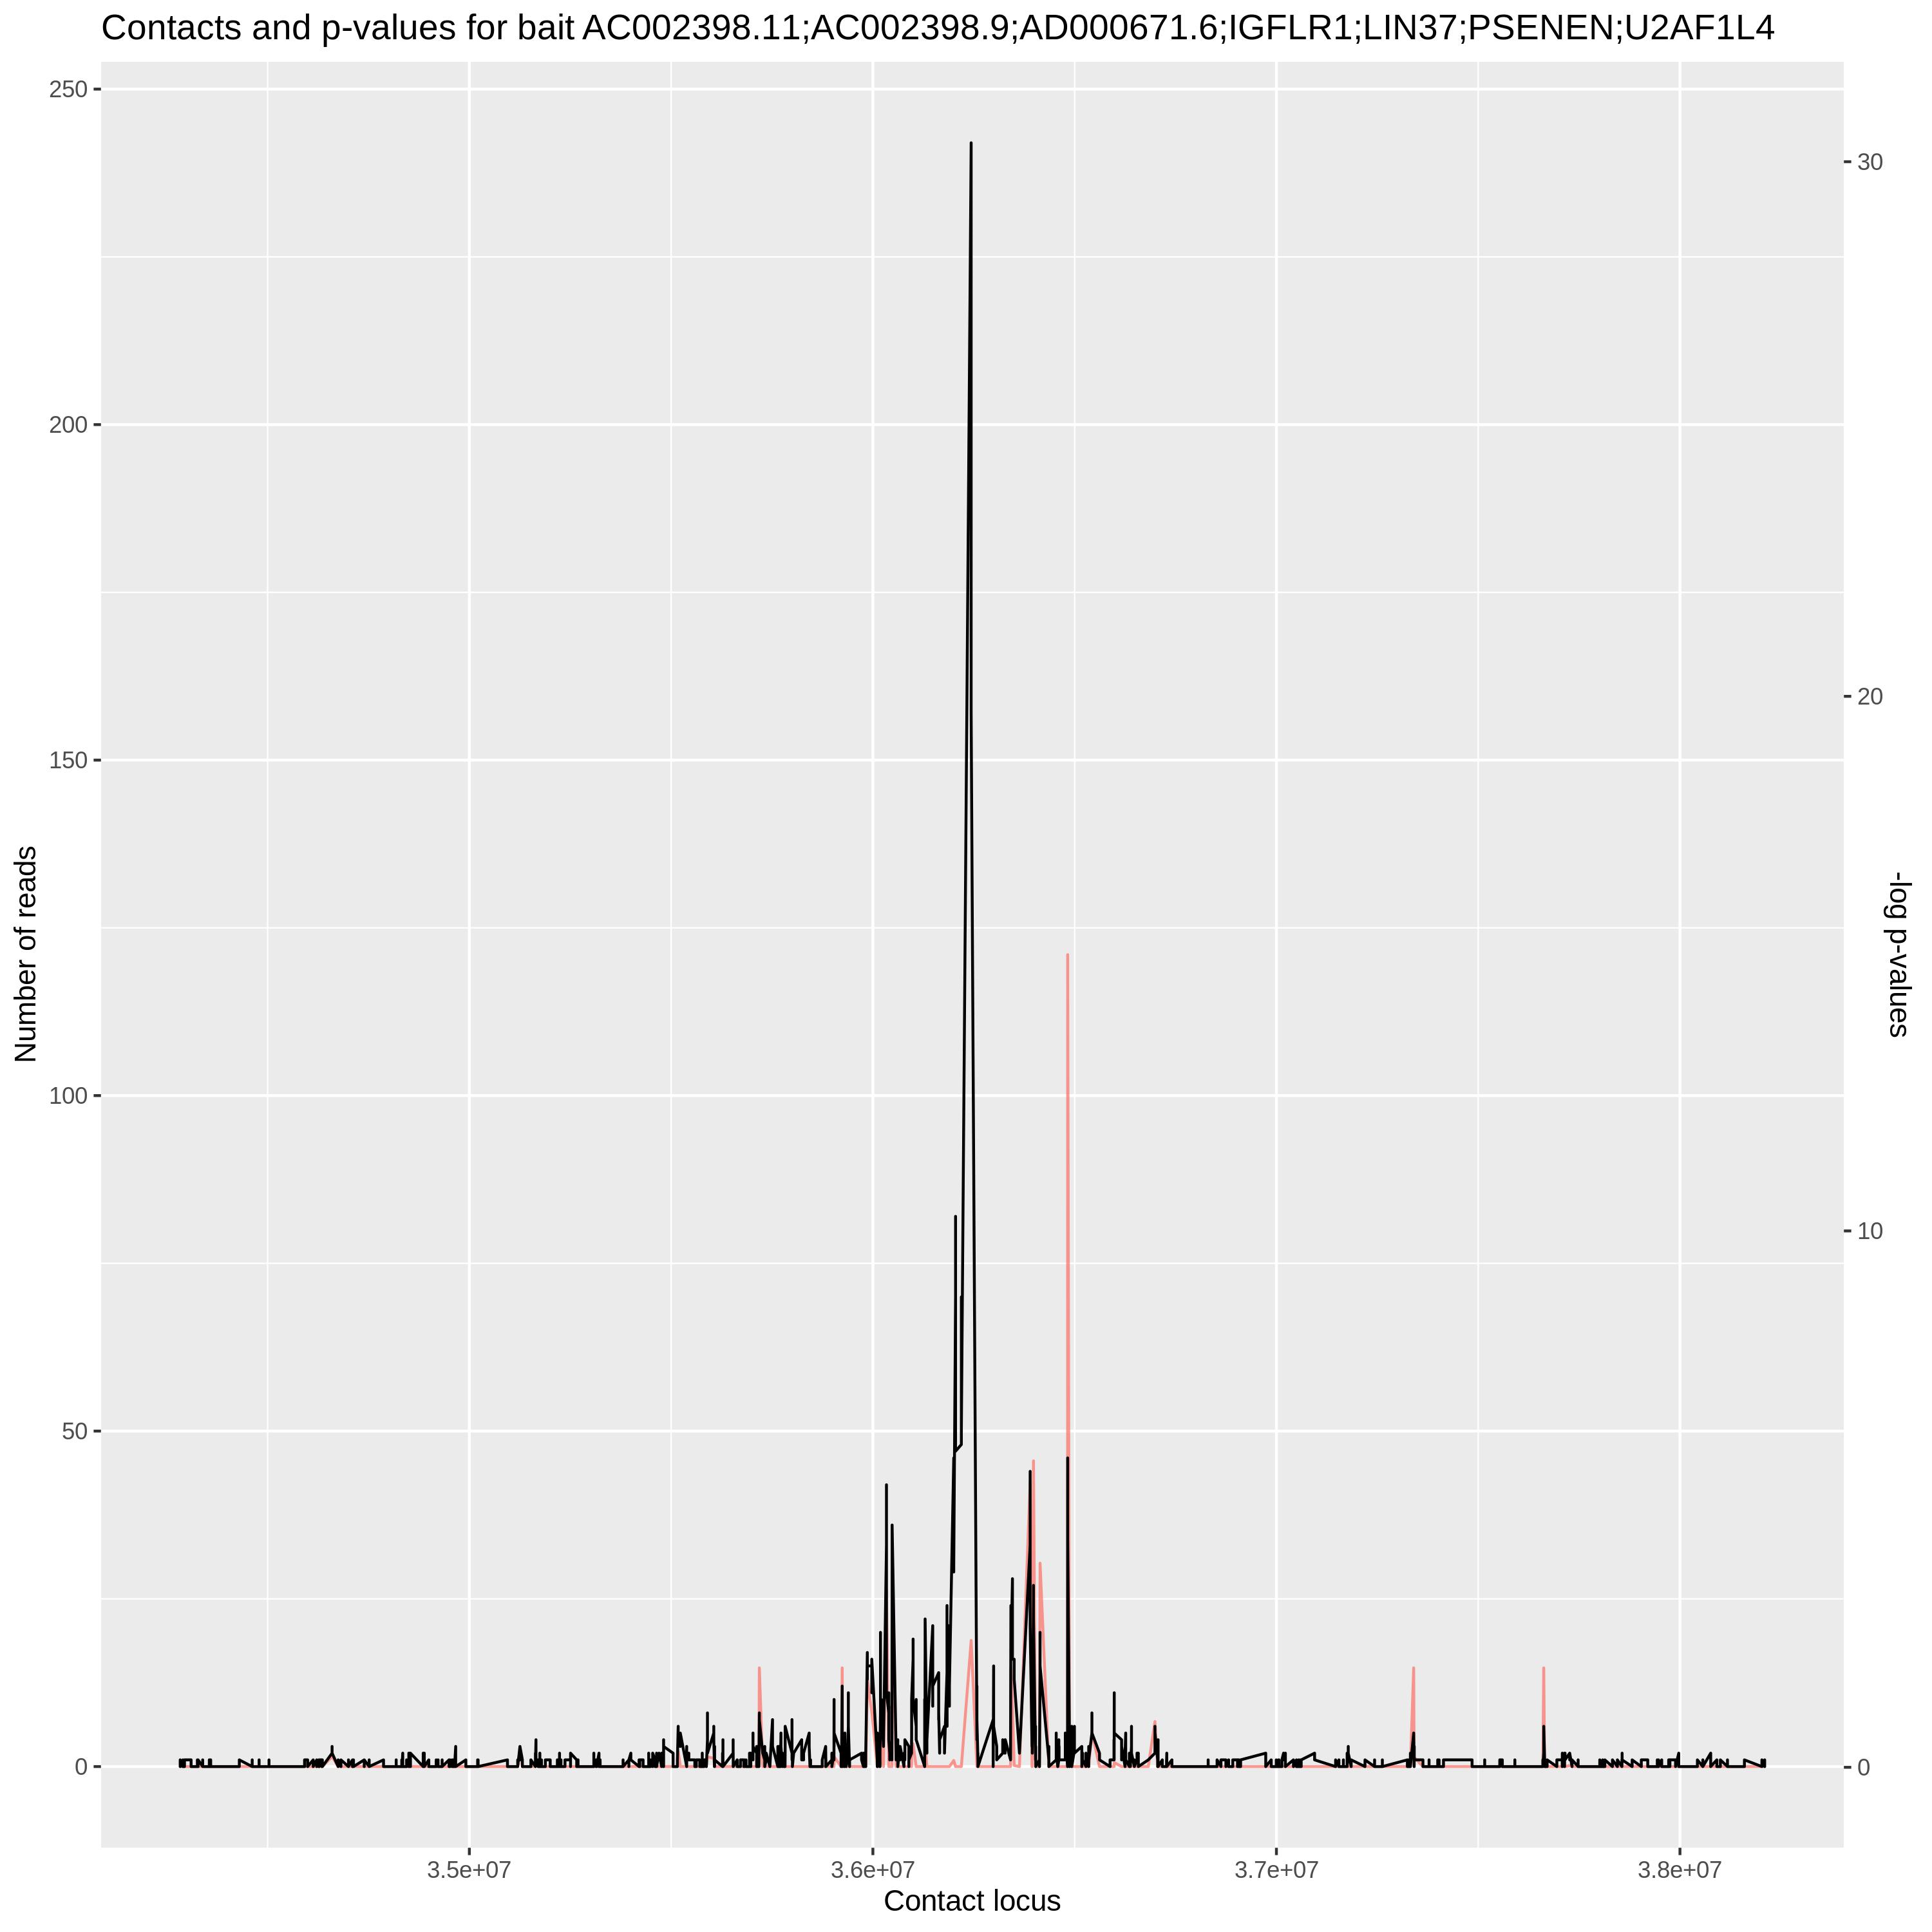 Contacts and p-values for bait AC002398.11;AC002398.9;AD000671.6;IGFLR1;LIN37;PSENEN;U2AF1L4
250
200
150
100
50
0
Number of reads
30
20
10
0
-log p-values
3.5e+07 3.6e+07 3.7e+07 3.8e+07
Contact locus